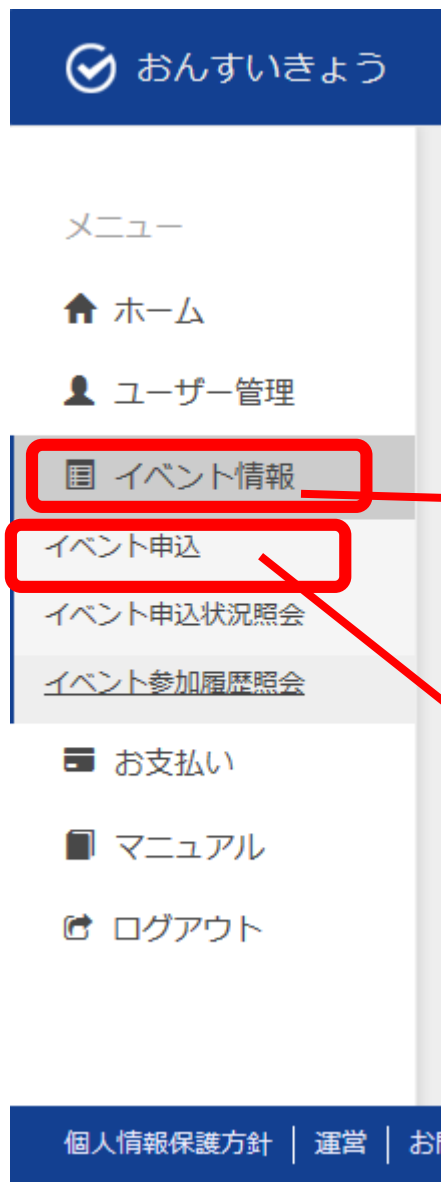 おんすいきょう
メニュー
ホーム
ユーザー管理
イベント情報
イベント申込
イベント申込状況照会
イベント参加履歴照会
お支払い
マニュアル
ログアウト
個人情報保護方針 | 運営 | お